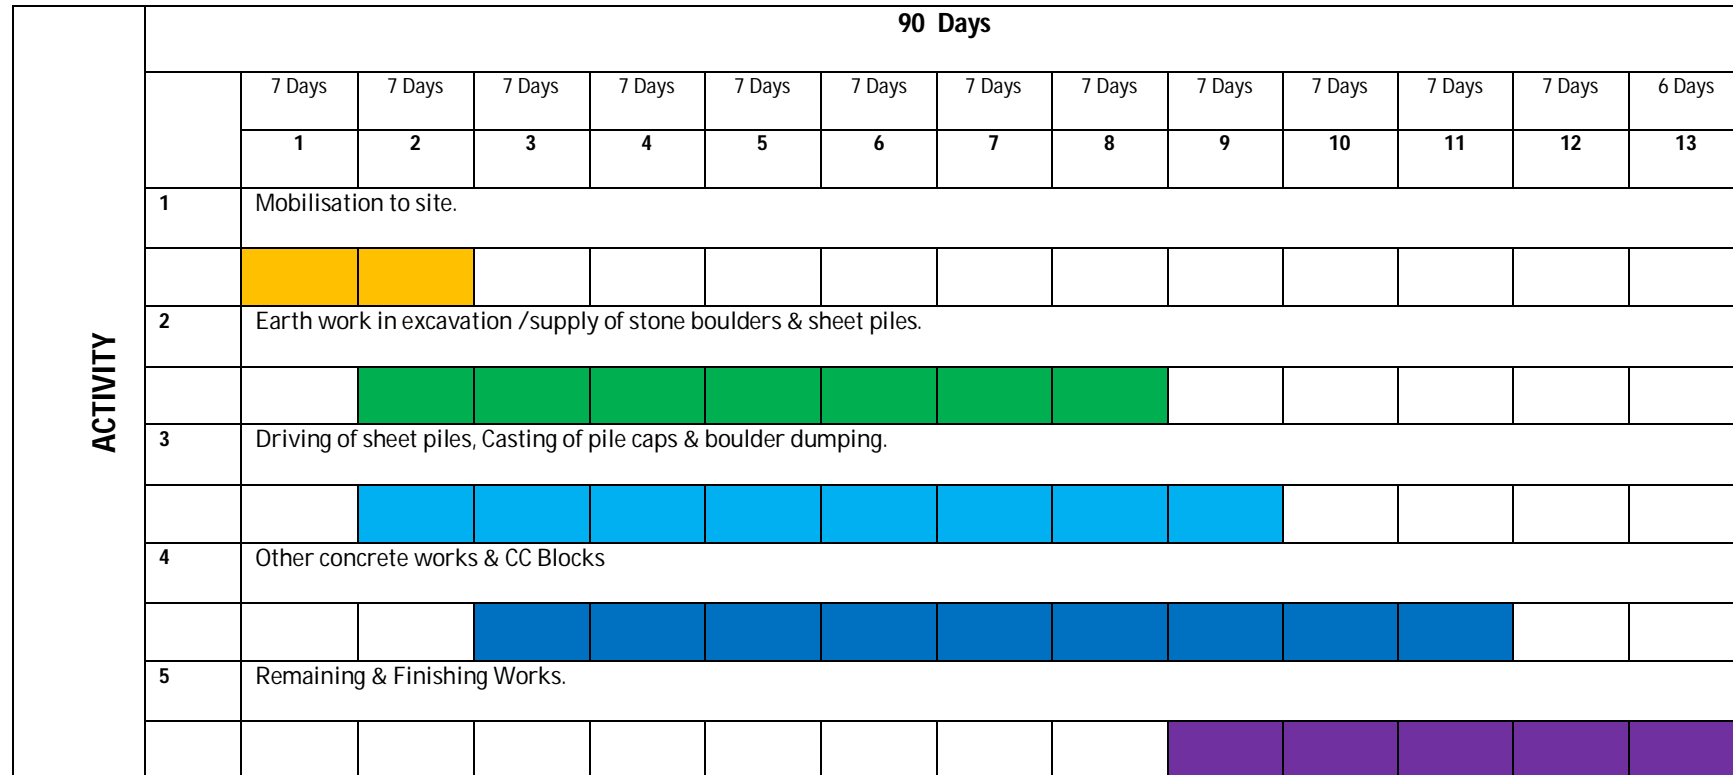 90 Days
7 Days 7 Days 7 Days 7 Days 7 Days 7 Days 7 Days 7 Days 7 Days 7 Days 7 Days 7 Days 6 Days
1 2 3 4 5 6 7 8 9 10 11 12 13
ACTIVITY
1 Mobilisation to site.
2 Earth work in excavation /supply of stone boulders & sheet piles.
3 Driving of sheet piles, Casting of pile caps & boulder dumping.
4 Other concrete works & CC Blocks
5 Remaining & Finishing Works.